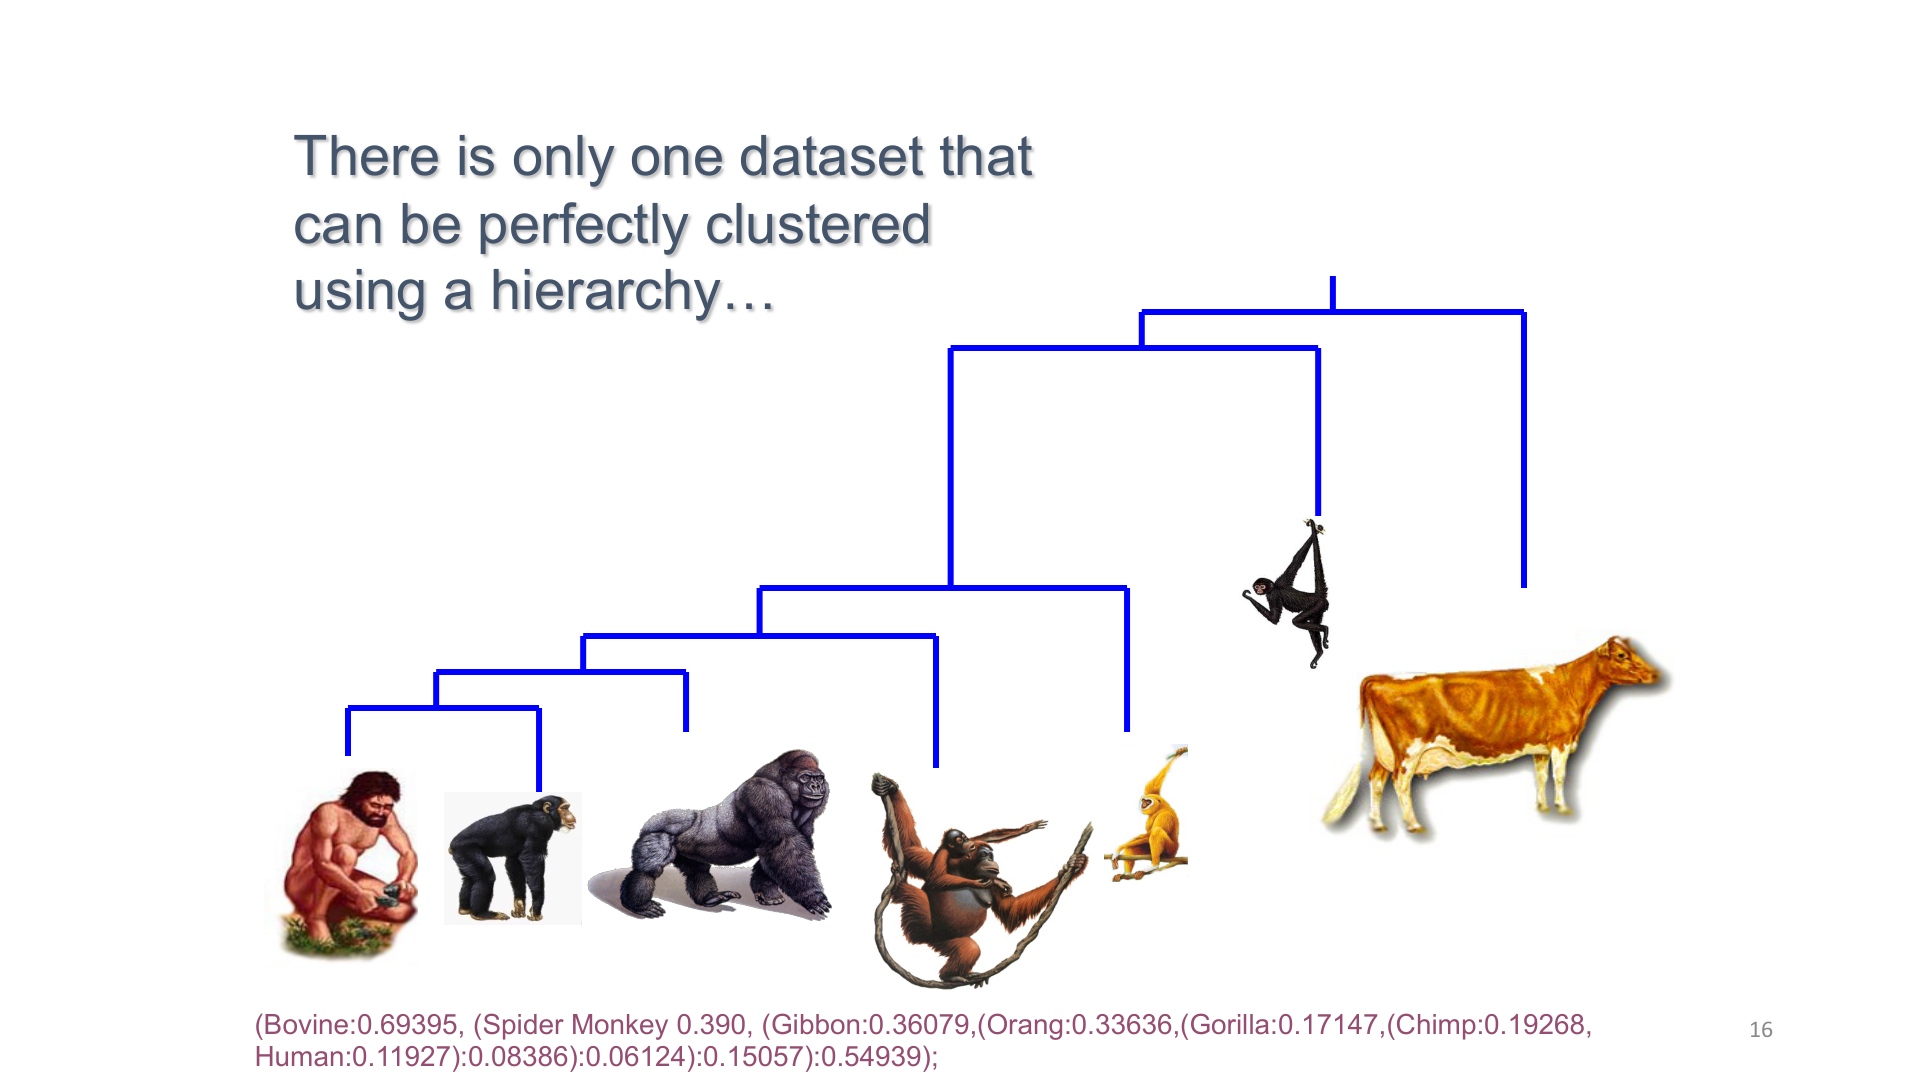 There is only one dataset that
can be perfectly clustered
using a hierarchy…
(Bovine:0.69395, (Spider Monkey 0.390, (Gibbon:0.36079,(Orang:0.33636,(Gorilla:0.17147,(Chimp:0.19268,
Human:0.11927):0.08386):0.06124):0.15057):0.54939);
16